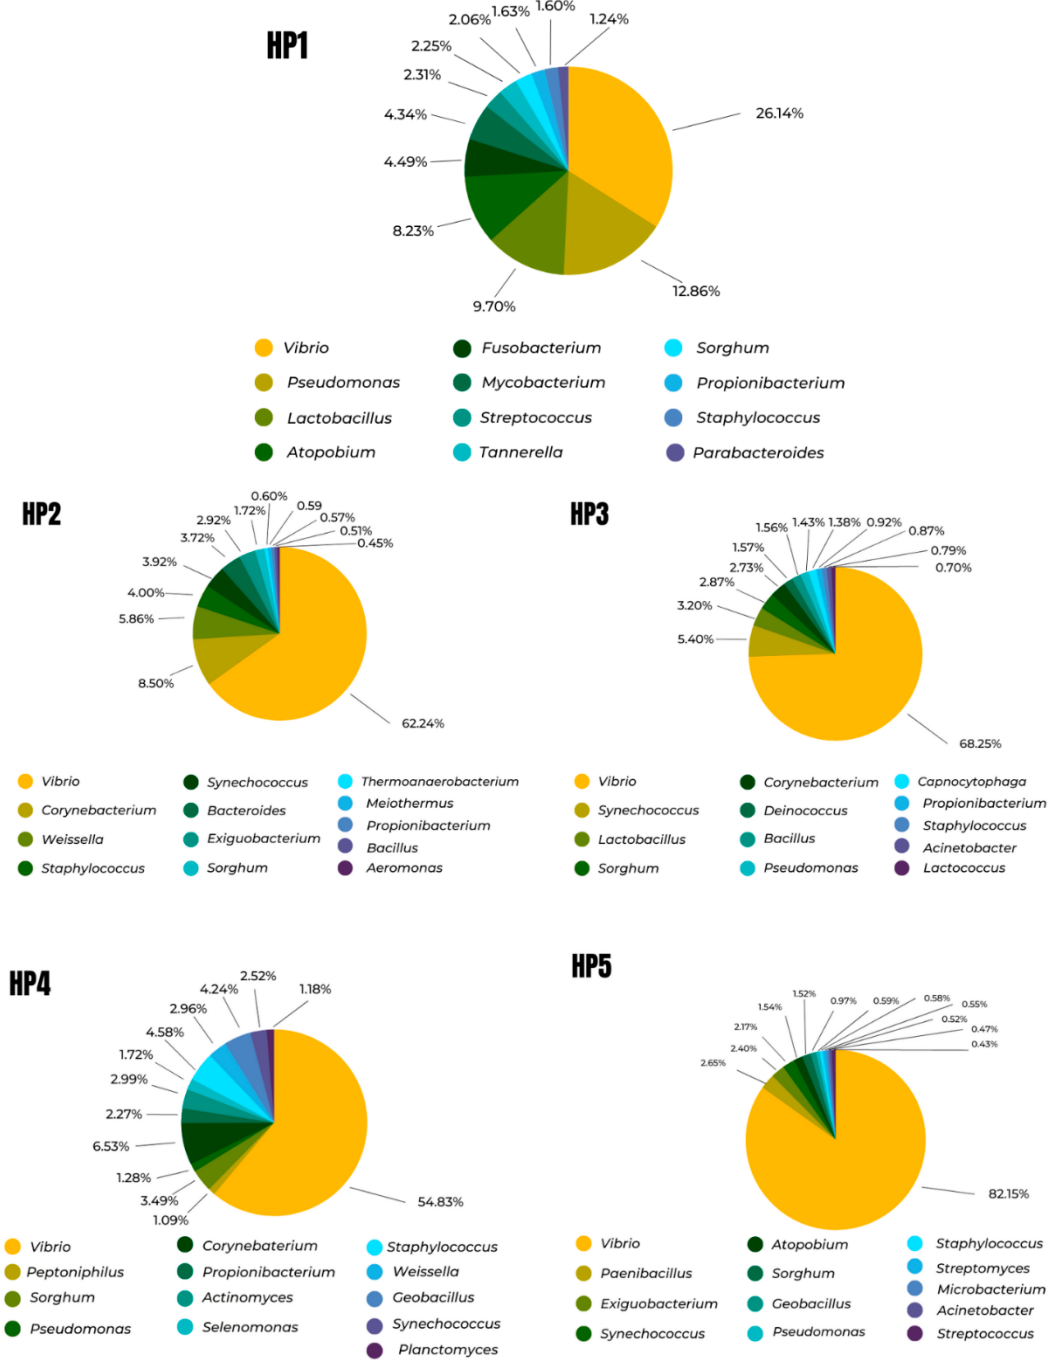 HP1
2.06%
1.63%
1.60%
1.24%
2.25%
2.31%
4.34%
4.49%
8.23%
9.70%
12.86%
26.14%
Vibrio
Pseudomonas
Lactobacillus
Atopobium
Fusobacterium
Mycobacterium
Streptococcus
Tannerella
Sorghum
Propionibacterium
Staphylococcus
Parabacteroides
HP2
0.60%
0.59
1.72%
0.57%
2.92%
0.51%
3.72%
0.45%
3.92%
4.00%
5.86%
8.50%
62.24%
Vibrio
Corynebacterium
Weissella
Staphylococcus
Synechococcus
Bacteroides
Exiguobacterium
Sorghum
Thermoanaerobacterium
Meiothermus
Propionibacterium
Bacillus
Aeromonas
HP3
1.56%
1.43%
1.38%
0.92%
0.87%
1.57%
0.79%
2.73%
0.70%
2.87%
3.20%
5.40%
68.25%
Vibrio
Synechococcus
Lactobacillus
Sorghum
Corynebacterium
Deinococcus
Bacillus
Pseudomonas
Capnocytophaga
Propionibacterium
Staphylococcus
Acinetobacter
Lactococcus
HP4
2.52%
4.24%
1.18%
2.96%
4.58%
1.72%
2.99%
2.27%
6.53%
1.28%
3.49%
1.09%
54.83%
Vibrio
Peptoniphilus
Sorghum
Pseudomonas
Corynebaterium
Propionibacterium
Actinomyces
Selenomonas
Staphylococcus
Weissella
Geobacillus
Synechococcus
Planctomyces
HP5
1.52%
1.54%
0.97%
0.59%
0.58%
0.55%
0.52%
2.17%
0.47%
2.40%
0.43%
2.65%
82.15%
Vibrio
Paenibacillus
Exiguobacterium
Synechococcus
Atopobium
Sorghum
Geobacillus
Pseudomonas
Staphylococcus
Streptomyces
Microbacterium
Acinetobacter
Streptococcus